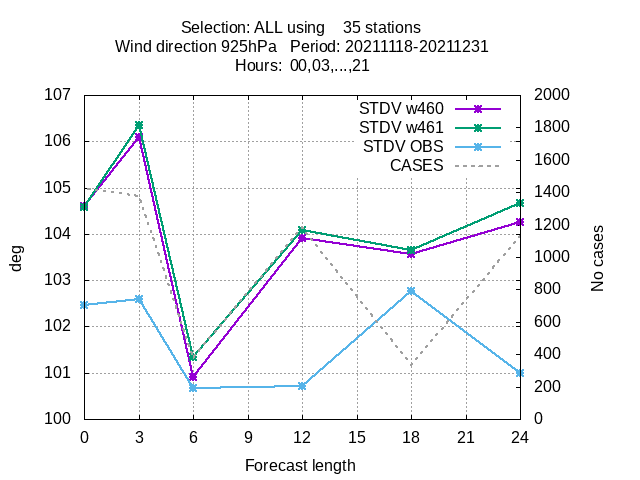 Selection: ALL using    35 stations
Wind direction 925hPa   Period: 20211118-20211231
Hours: 00,03,...,21
107
106
105
104
103
102
101
100
2000
1800
1600
1400
1200
1000
800
600
400
200
0
STDV w460
STDV w461
STDV OBS
CASES
deg
No cases
0 3 6 9 12 15 18 21 24
Forecast length